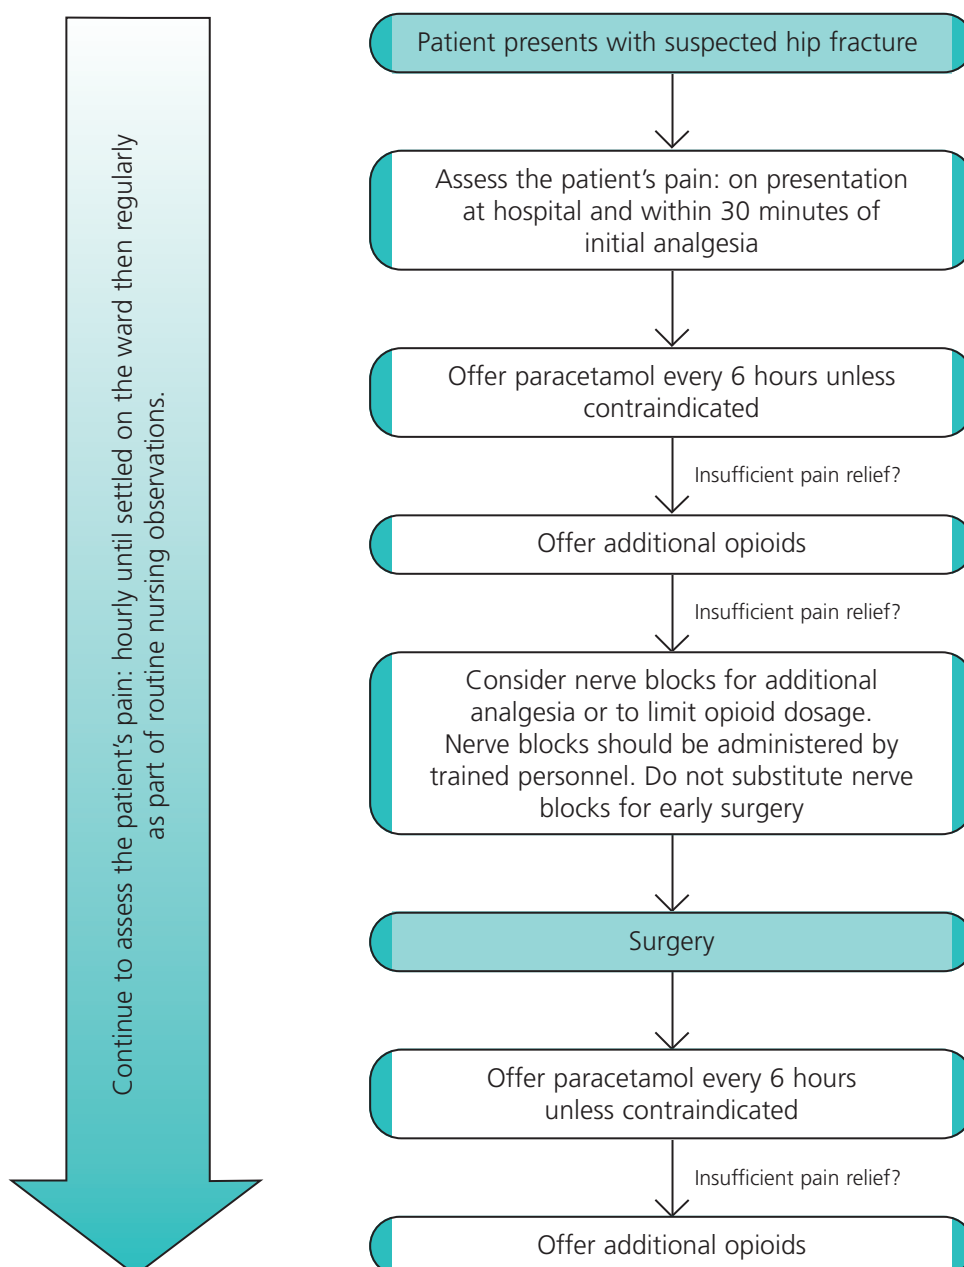 Continue to assess the patient's pain: hourly until settled on the ward then regularly
as part of routine nursing observations.
Patient presents with suspected hip fracture
Assess the patient's pain: on presentation
at hospital and within 30 minutes of
initial analgesia
Offer paracetamol every 6 hours unless
contraindicated
Insufficient pain relief?
Offer additional opioids
Insufficient pain relief?
Consider nerve blocks for additional
analgesia or to limit opioid dosage.
Nerve blocks should be administered by
trained personnel. Do not substitute nerve
blocks for early surgery
Surgery
Offer paracetamol every 6 hours
unless contraindicated
Insufficient pain relief?
Offer additional opioids